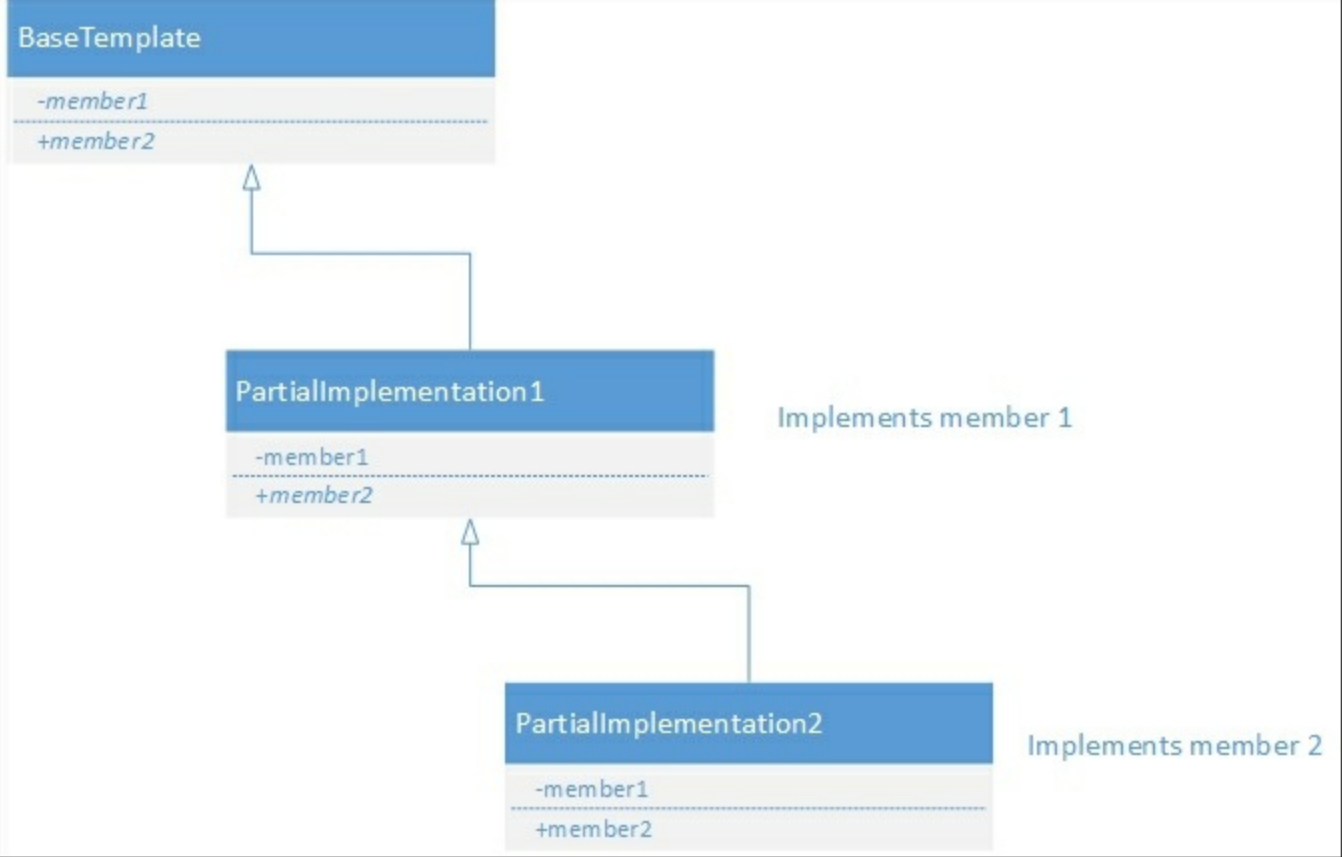 BaseTemplate
-member1
+member2
PartialImplementation1
Implements member 1
-member1
+member2
PartialImplementation2
Implements member 2
-member1
+member2